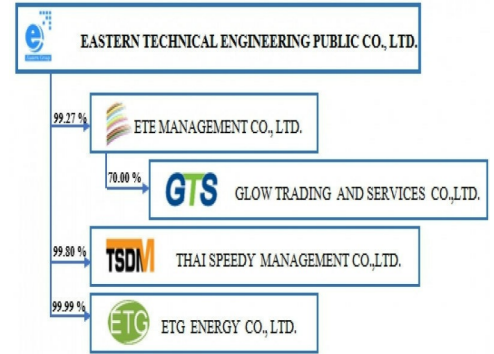 EASTERN TECHNICAL ENGINEERING PUBLIC CO., LTD.
99.27 %
ETE MANAGEMENT CO., LTD.
70.00 %
GTS GLOW TRADING AND SERVICES CO.,LTD.
99.80 %
TSDM THAI SPEEDY MANAGEMENT CO.,LTD.
99.99 %
ETG ETG ENERGY CO., LTD.